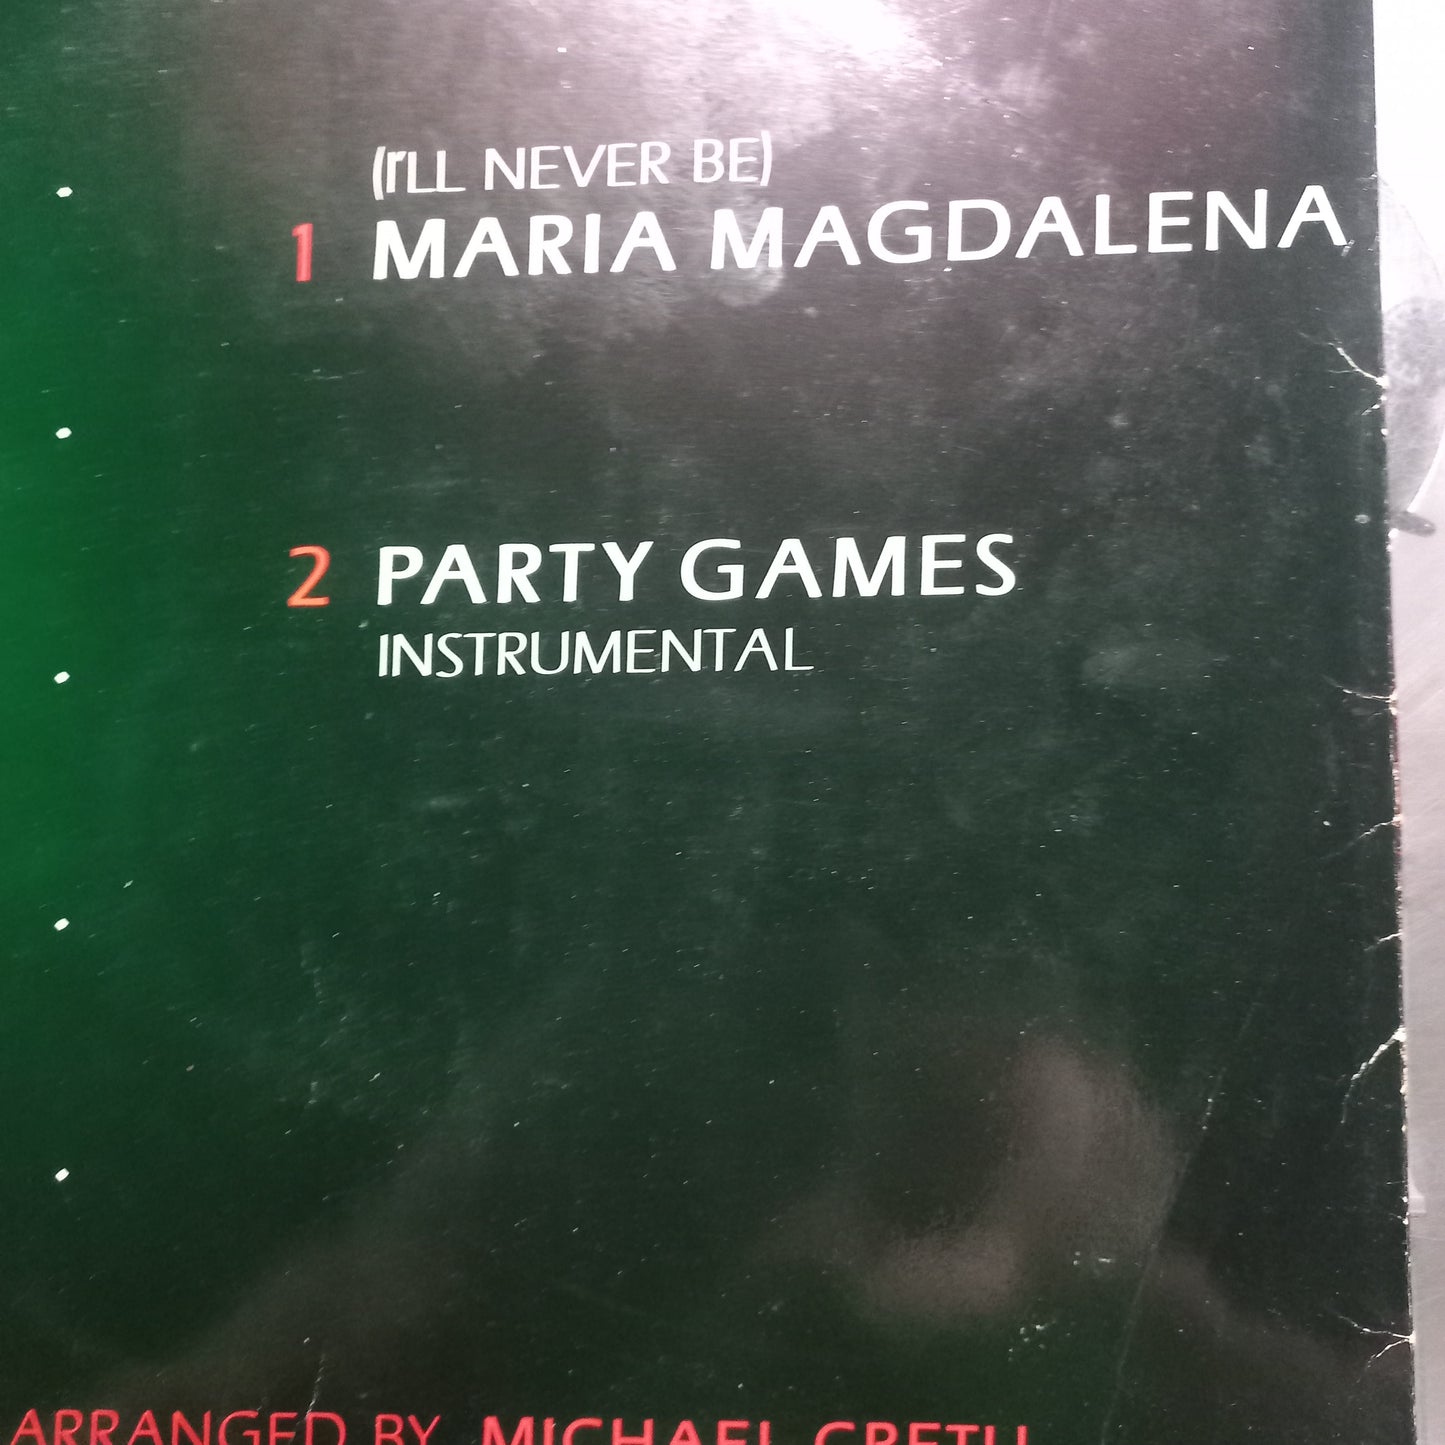 (I'LL NEVER BE)
1 MARIA MAGDALENA
2 PARTY GAMES
INSTRUMENTAL
ARRANGED BY MICHAEL CRETU